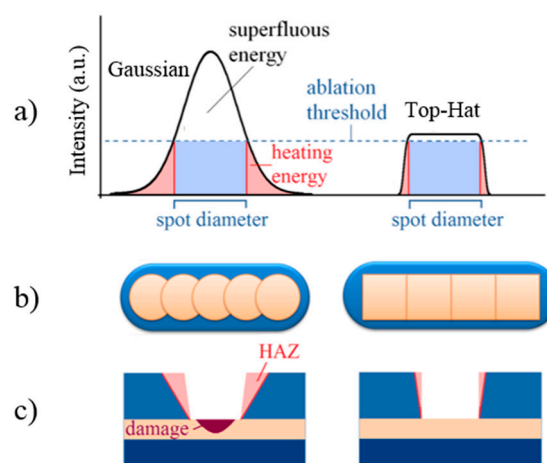 Gaussian
superfluous
energy
Intensity (a.u.)
a)
ablation
threshold
Top-Hat
heating
energy
spot diameter
spot diameter
b)
c)
HAZ
damage